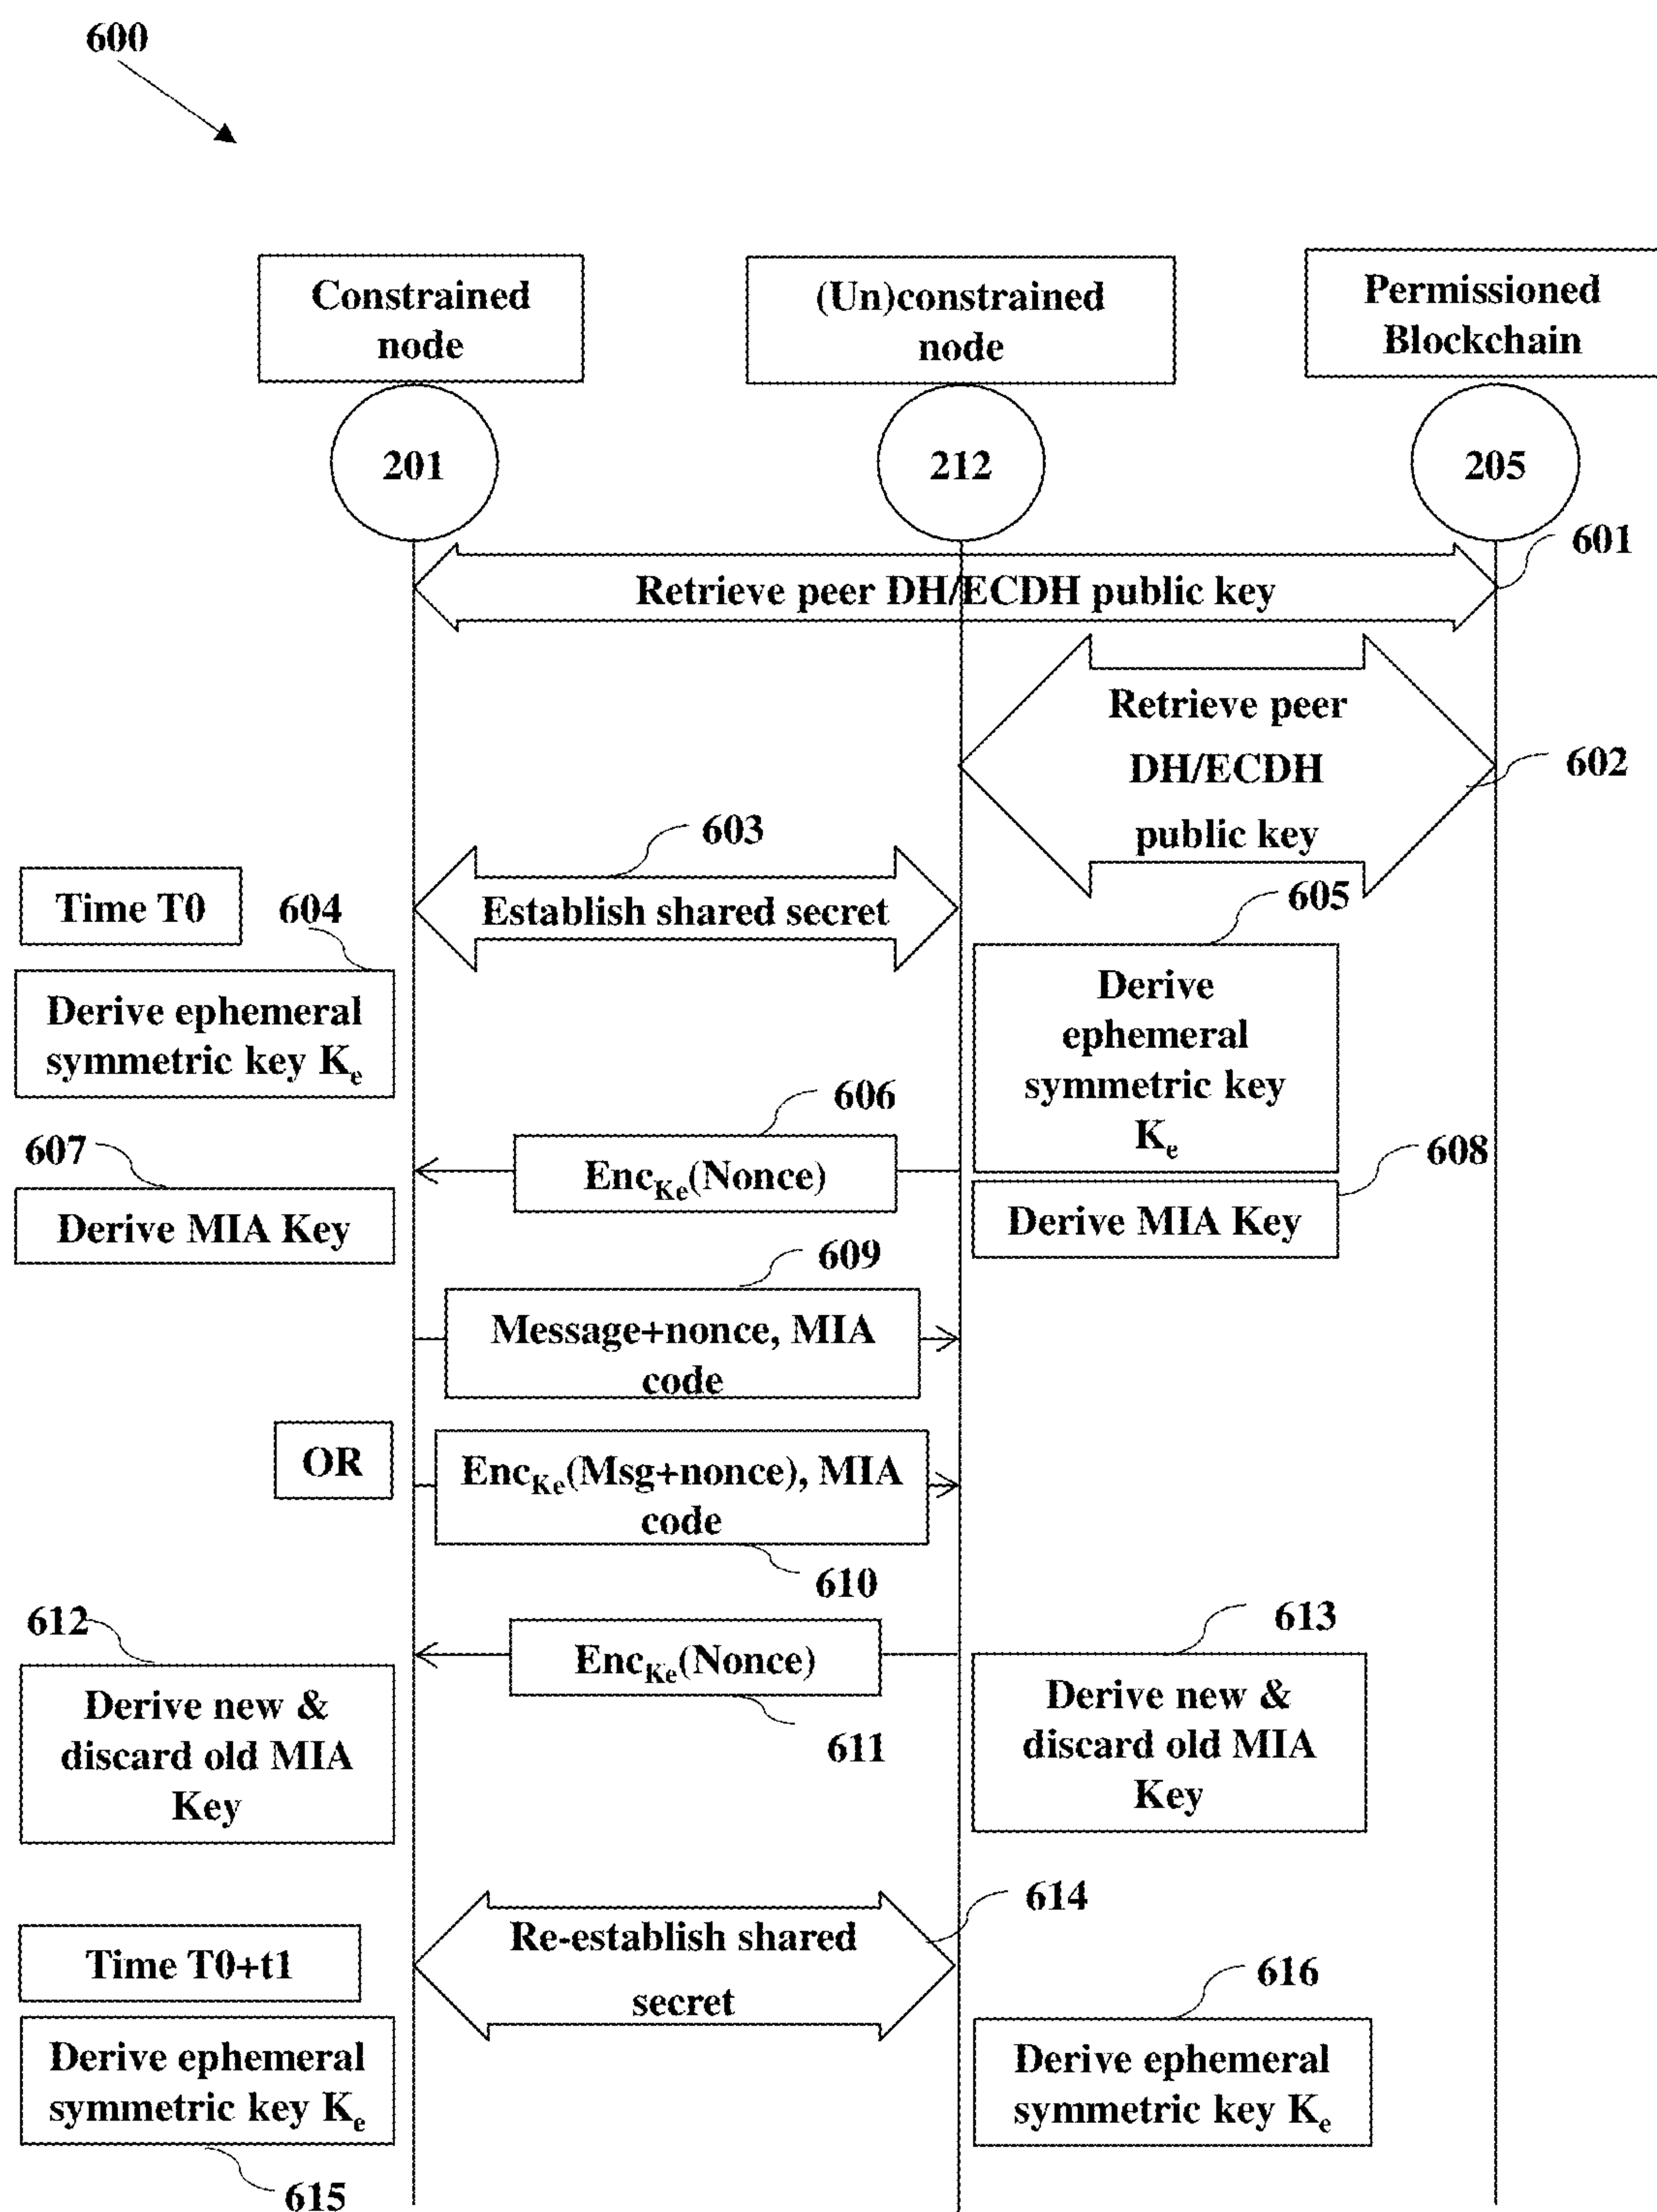 600
Constrained
node
(Un)constrained
node
Permissioned
Blockchain
201
212
205
601
Retrieve peer DH/ECDH public key
Retrieve peer
DH/ECDH
public key
602
603
Establish shared secret
Time T0
604
605
Derive ephemeral
symmetric key Ke
Derive
ephemeral
symmetric key
Ke
606
EncKe(Nonce)
607
608
Derive MIA Key
Derive MIA Key
609
Message+nonce, MIA
code
OR
EncKe(Msg+nonce), MIA
code
610
612
613
EncKe(Nonce)
611
Derive new &
discard old MIA
Key
Derive new &
discard old MIA
Key
614
Re-establish shared
secret
Time T0+t1
616
Derive ephemeral
symmetric key Ke
Derive ephemeral
symmetric key Ke
615